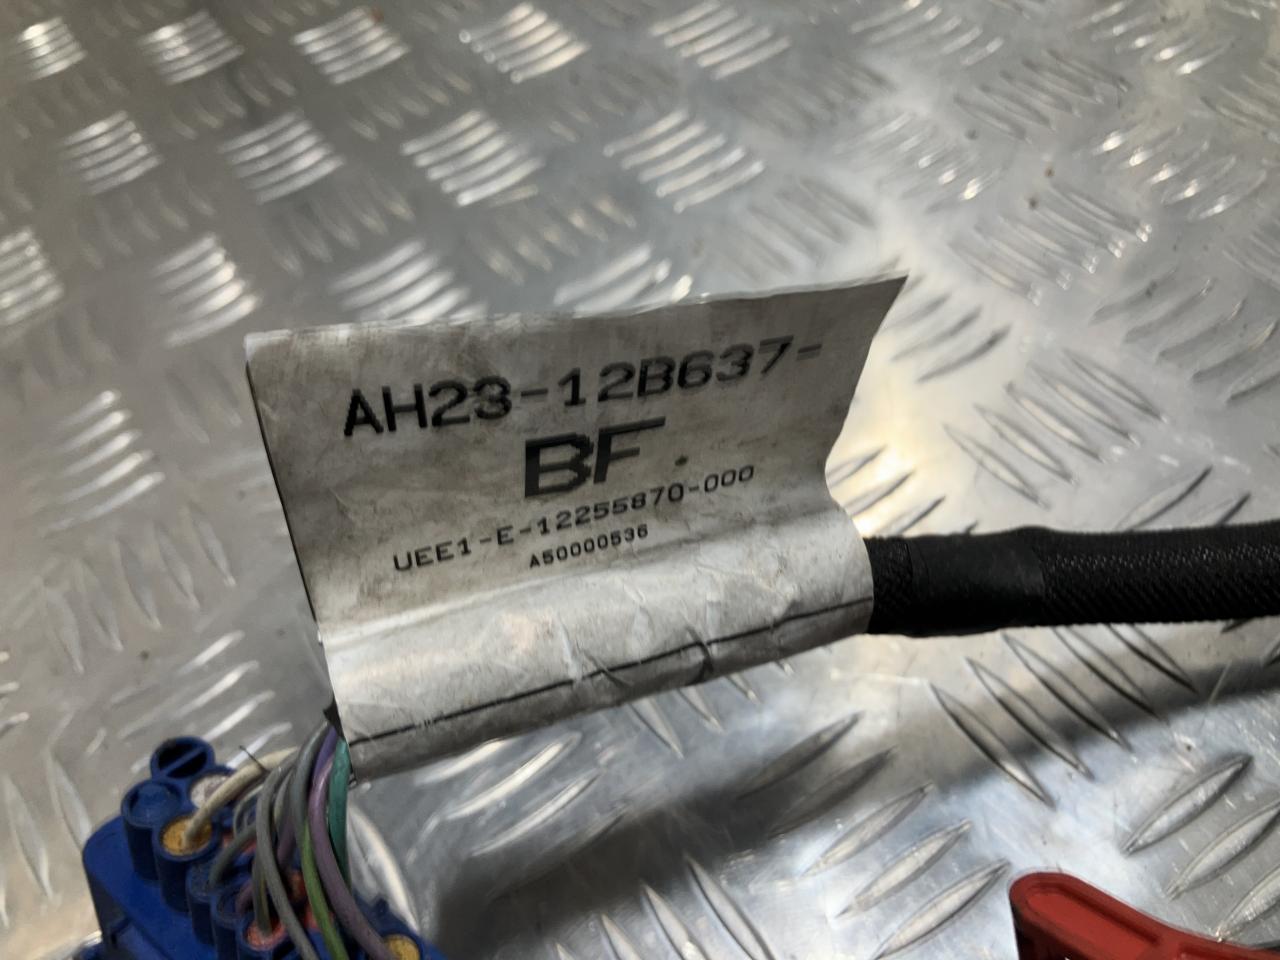 AH23-12B637-
BF
UEE1-E-12255870-000
A50000536